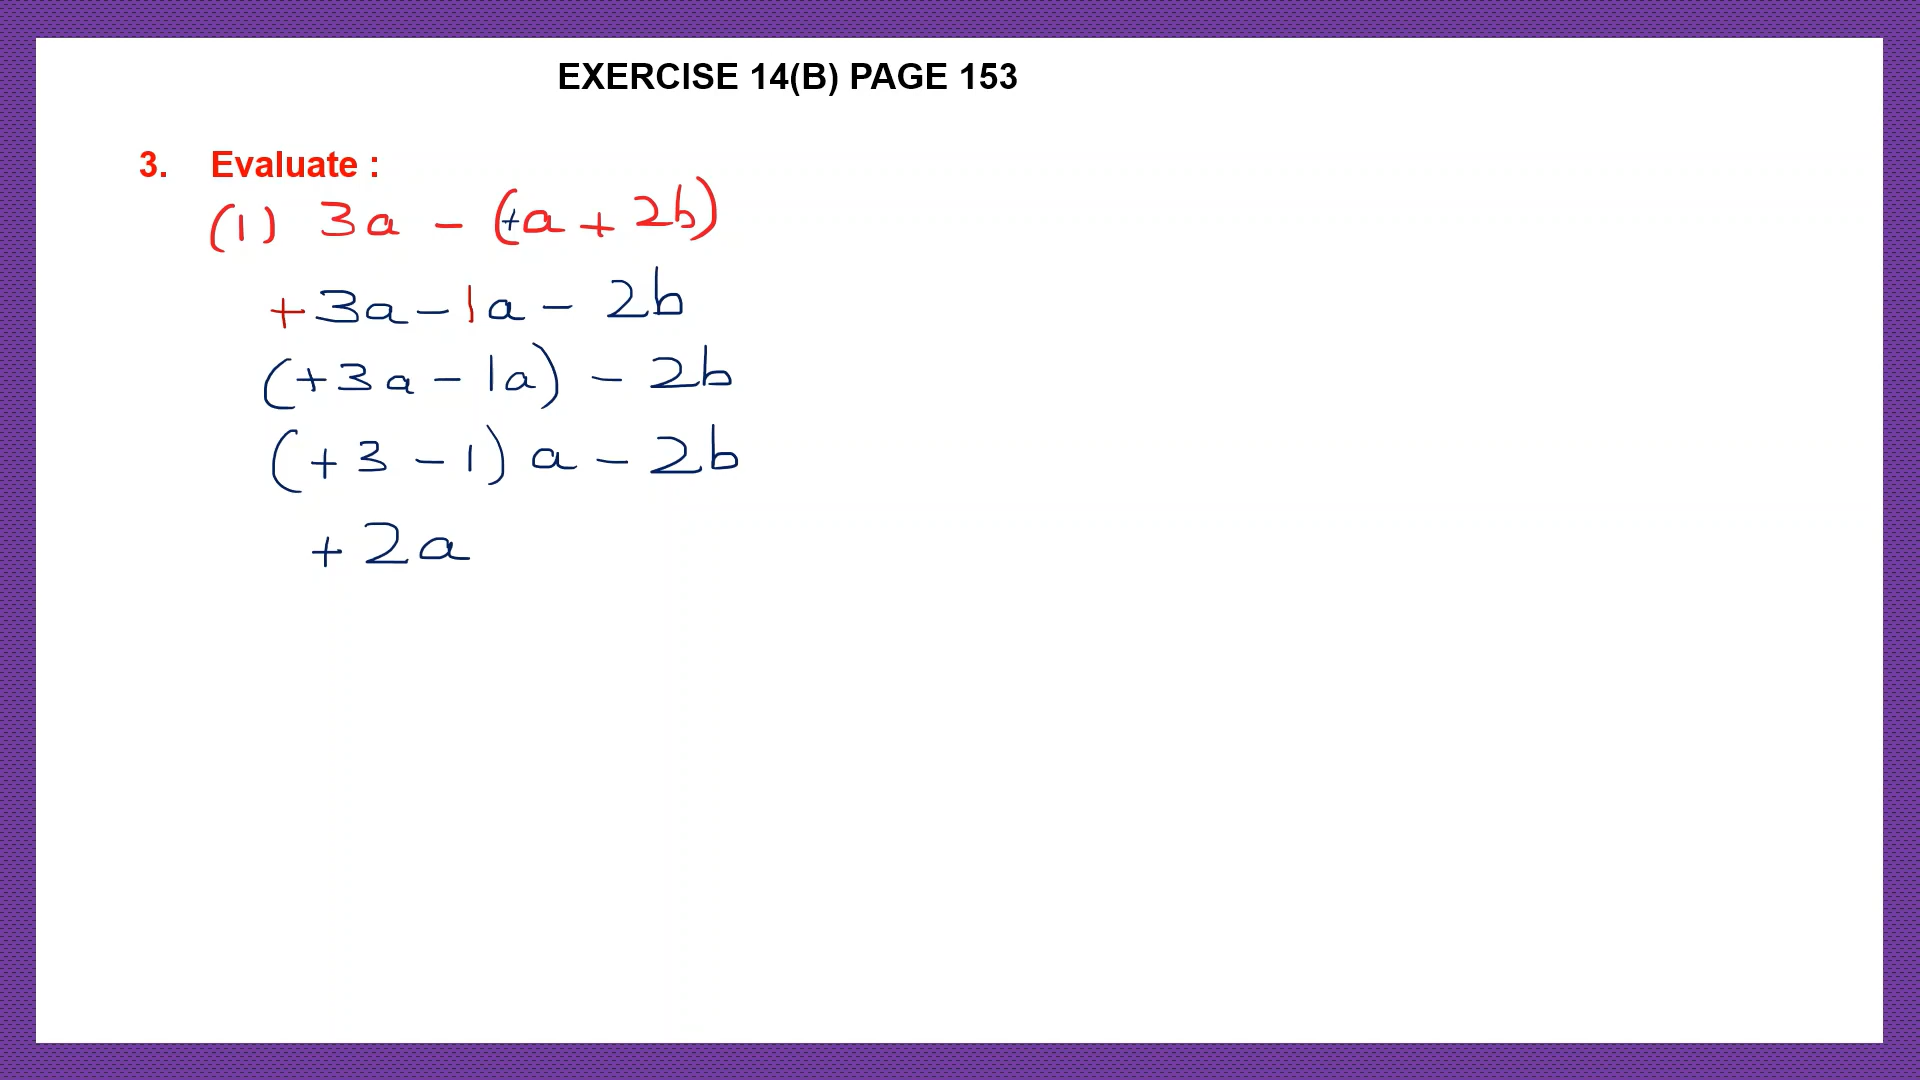 EXERCISE 14(B) PAGE 153
3. Evaluate :
(1) 3a - (+a + 2b)
+3a - 1a - 2b
(+3a - 1a) - 2b
(+3 - 1) a - 2b
+ 2a